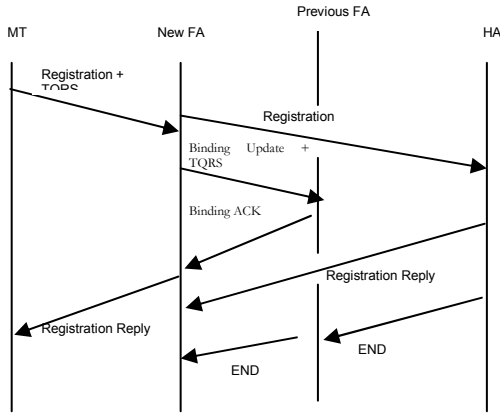 Previous FA
MT
New FA
HA
Registration +
TQRS
Registration
Binding Update +
TQRS
Binding ACK
Registration Reply
Registration Reply
END
END